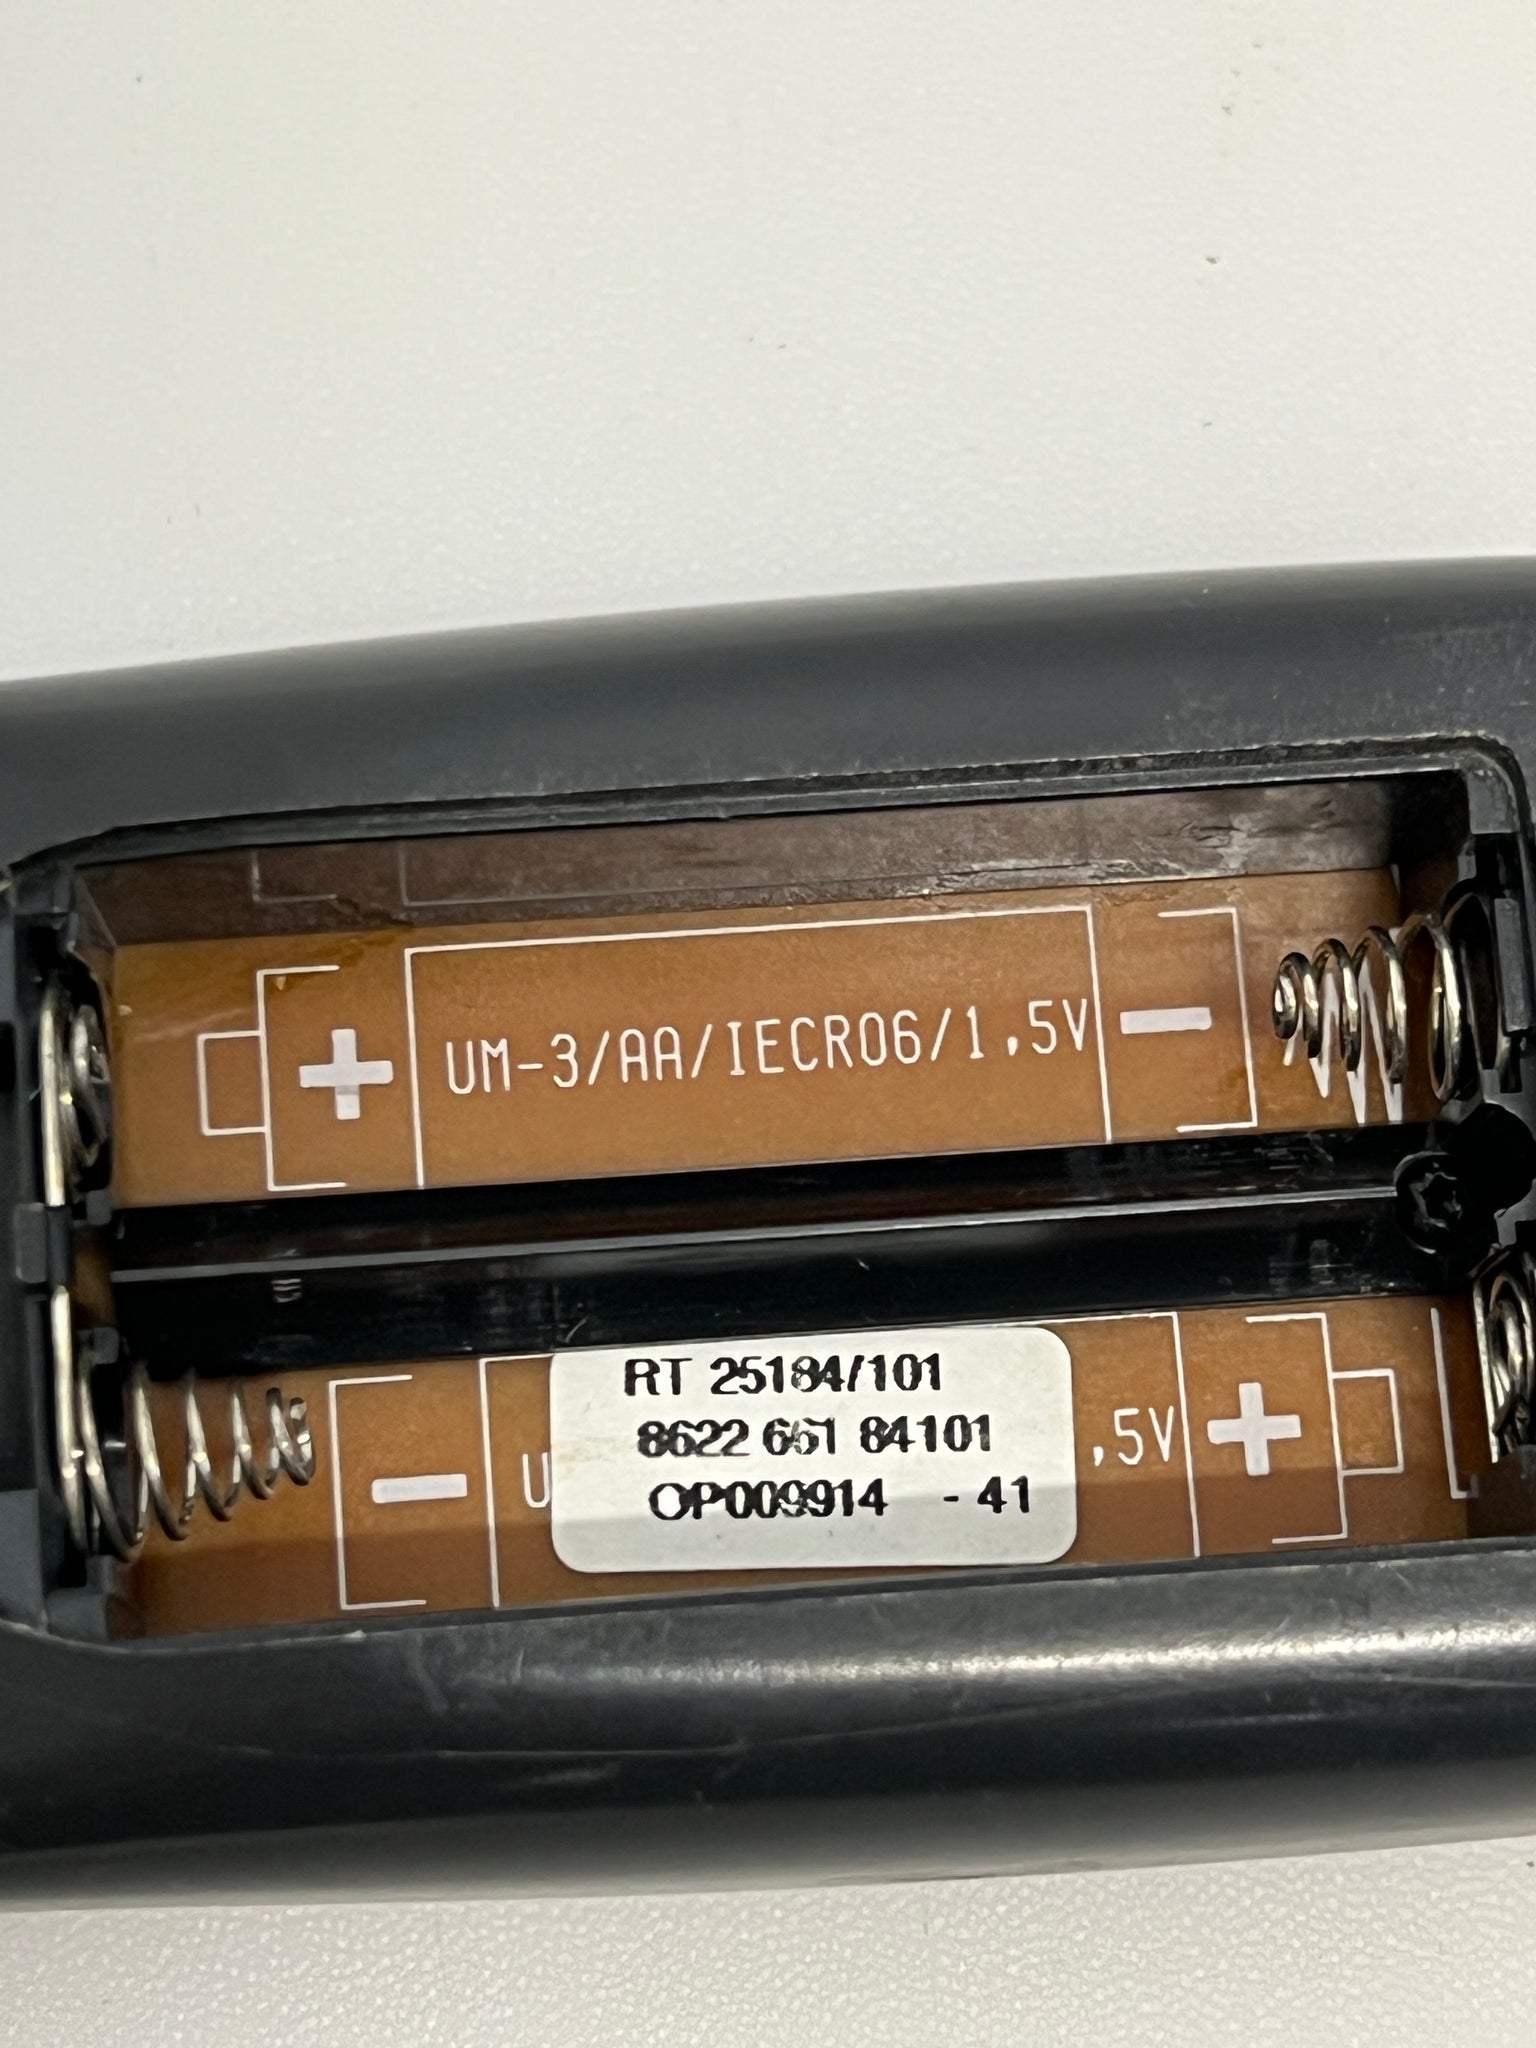 UM-3/AA/IECR06/1.5V
RT 25184/101
8622 661 84101
U ,5V
OP009914 - 41